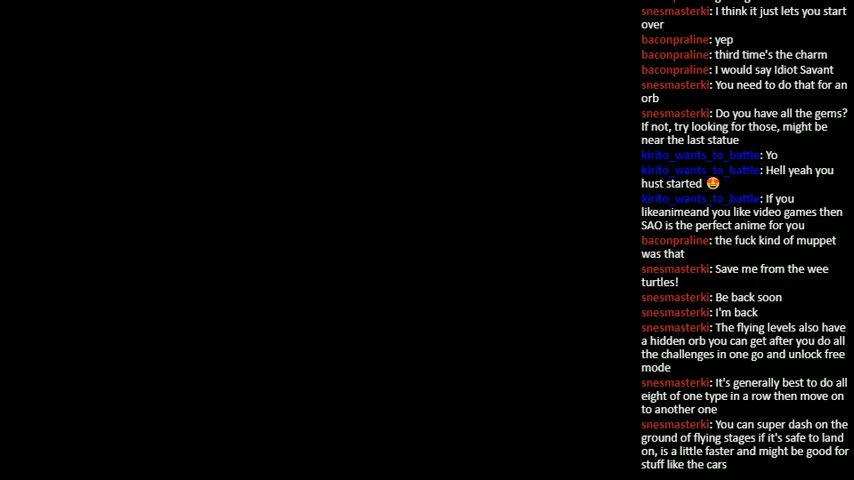 snesmasterki: I think it just lets you start
over
baconpraline: yep
baconpraline: third time's the charm
baconpraline: I would say Idiot Savant
snesmasterki: You need to do that for an
orb
snesmasterki: Do you have all the gems?
If not, try looking for those, might be
near the last statue
kirito_wants_to_battle: Yo
kirito_wants_to_battle: Hell yeah you
hust started 🤩
kirito_wants_to_battle: If you
likeanimeand you like video games then
SAO is the perfect anime for you
baconpraline: the fuck kind of muppet
was that
snesmasterki: Save me from the wee
turtles!
snesmasterki: Be back soon
snesmasterki: I'm back
snesmasterki: The flying levels also have
a hidden orb you can get after you do all
the challenges in one go and unlock free
mode
snesmasterki: It's generally best to do all
eight of one type in a row then move on
to another one
snesmasterki: You can super dash on the
ground of flying stages if it's safe to land
on, is a little faster and might be good for
stuff like the cars